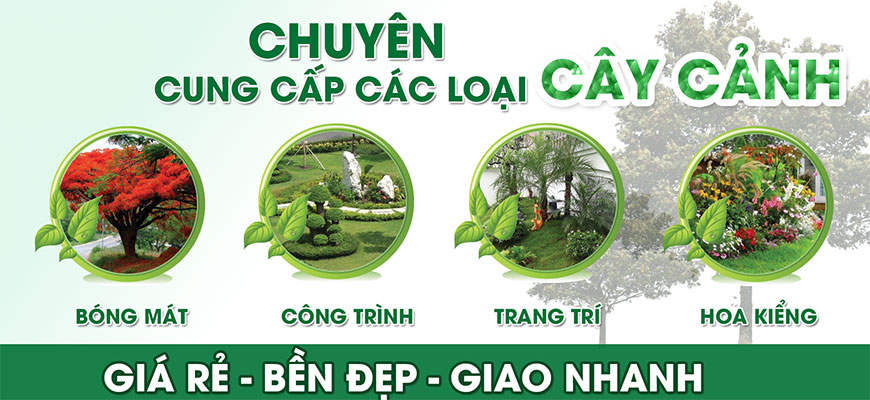 CHUYÊN
CUNG CẤP CÁC LOẠI CÂY CẢNH
BÓNG MÁT
CÔNG TRÌNH
TRANG TRÍ
HOA KIỂNG
GIÁ RẺ - BỀN ĐẸP - GIAO NHANH